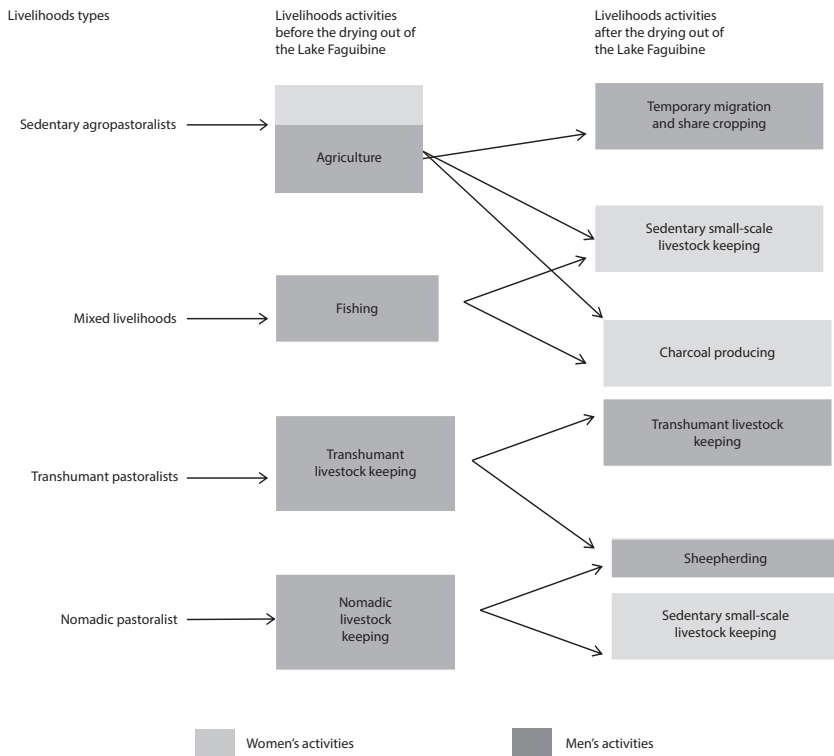 Livelihoods types
Livelihoods activities
before the drying out of
the Lake Faguibine
Livelihoods activities
after the drying out of
the Lake Faguibine
Sedentary agropastoralists
Agriculture
Temporary migration
and share cropping
Sedentary small-scale
livestock keeping
Mixed livelihoods
Fishing
Charcoal producing
Transhumant pastoralists
Transhumant
livestock keeping
Transhumant livestock
keeping
Sheepherding
Nomadic pastoralist
Nomadic
livestock
keeping
Sedentary small-scale
livestock keeping
Women's activities
Men's activities